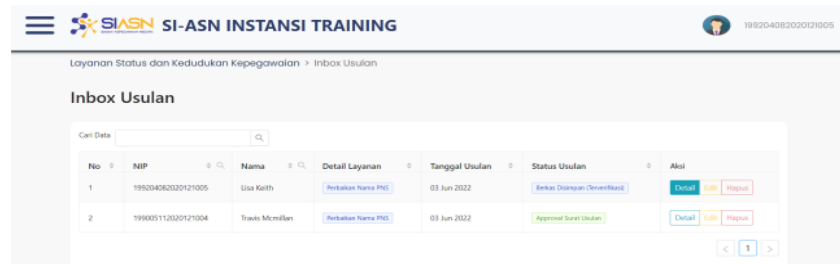 SIASN SI-ASN INSTANSI TRAINING
199204082020121005
Layanan Status dan Kedudukan Kepegawaian > Inbox Usulan
Inbox Usulan
Cari Data
No NIP Nama Detail Layanan Tanggal Usulan Status Usulan Aksi
1 199204082020121005 Lisa Keith Perbaikan Nama PNS 03 Jun 2022 Berkas Disimpan (Terverifikasi) Detail Edit Hapus
2 199005112020121004 Travis Mcmillan Perbaikan Nama PNS 03 Jun 2022 Approval Surat Usulan Detail Edit Hapus
< 1 >